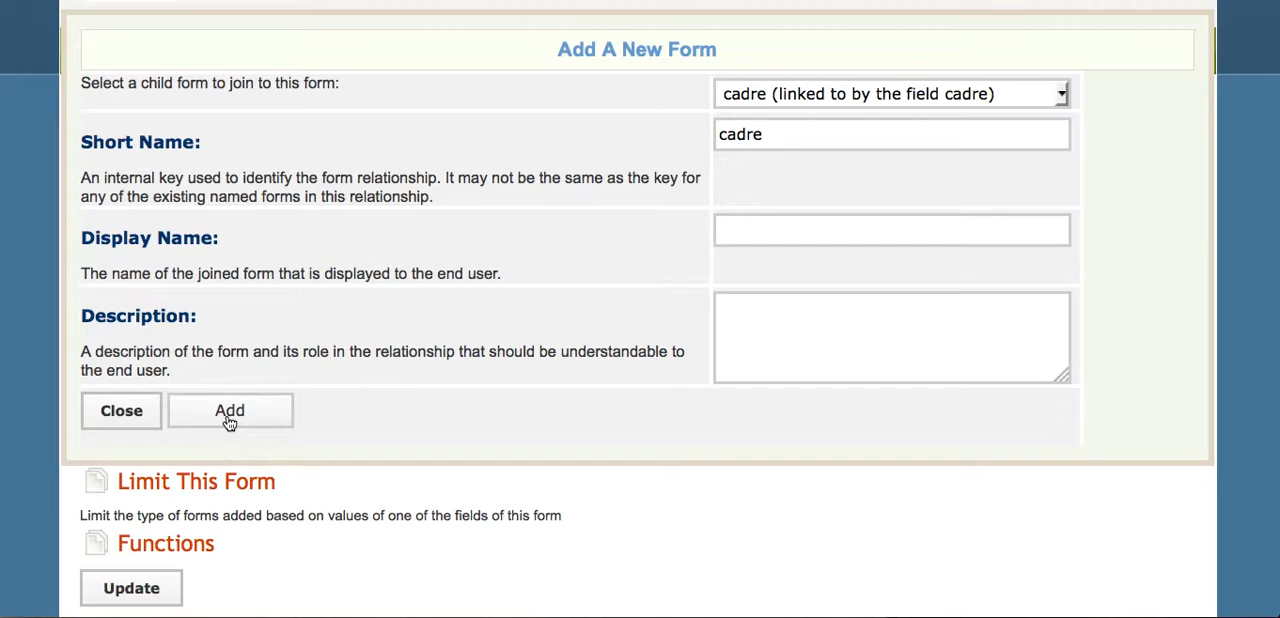 Add A New Form
Select a child form to join to this form:
cadre (linked to by the field cadre)
Short Name:
cadre
An internal key used to identify the form relationship. It may not be the same as the key for
any of the existing named forms in this relationship.
Display Name:
The name of the joined form that is displayed to the end user.
Description:
A description of the form and its role in the relationship that should be understandable to
the end user.
Close
Add
Limit This Form
Limit the type of forms added based on values of one of the fields of this form
Functions
Update